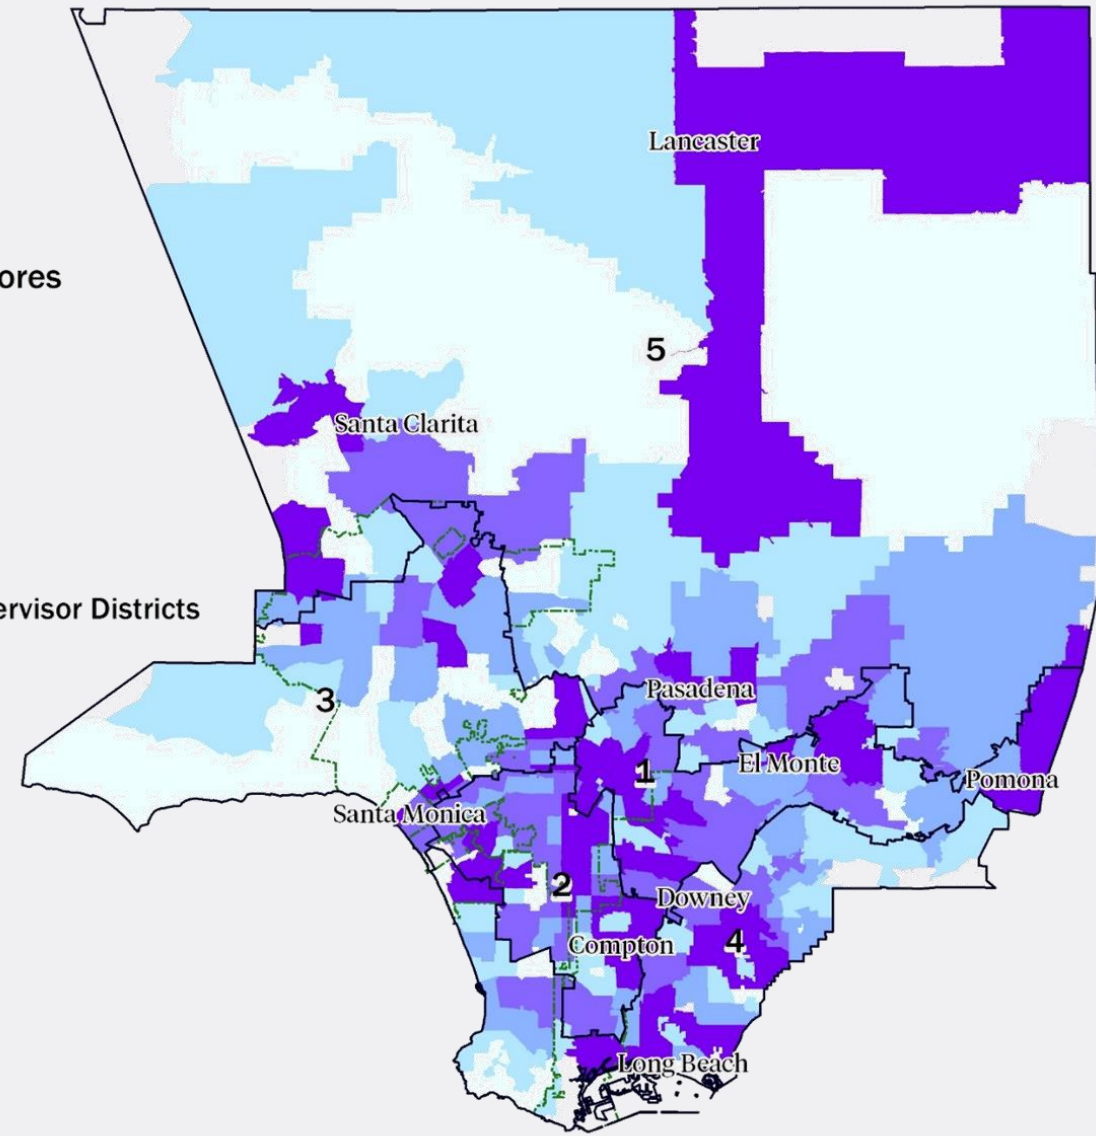 Lancaster
ores
5
Santa Clarita
ervisor Districts
Pasadena
3
El Monte
1
Pomona
Santa Monica
2
Downey
4
Compton
Long Beach